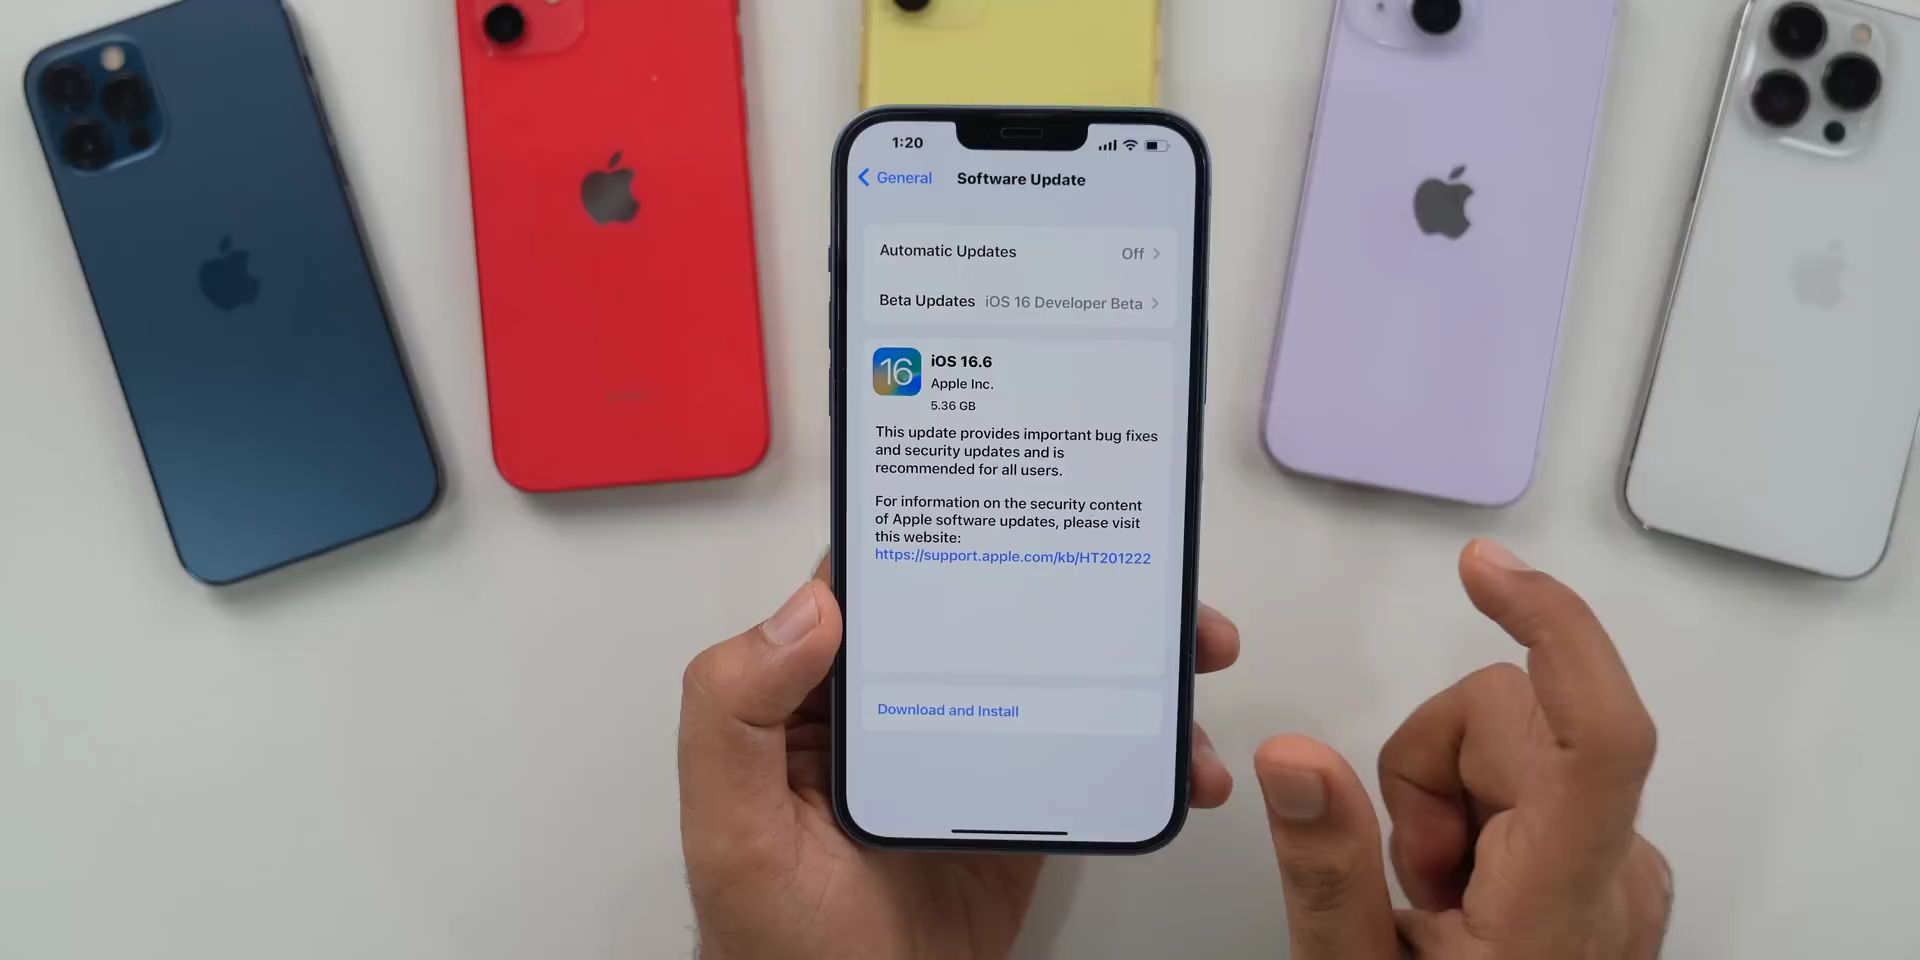 1:20
General
Software Update
Automatic Updates Off
Beta Updates iOS 16 Developer Beta
16
iOS 16.6
Apple Inc.
5.36 GB
This update provides important bug fixes
and security updates and is
recommended for all users.
For information on the security content
of Apple software updates, please visit
this website:
https://support.apple.com/kb/HT201222
Download and Install